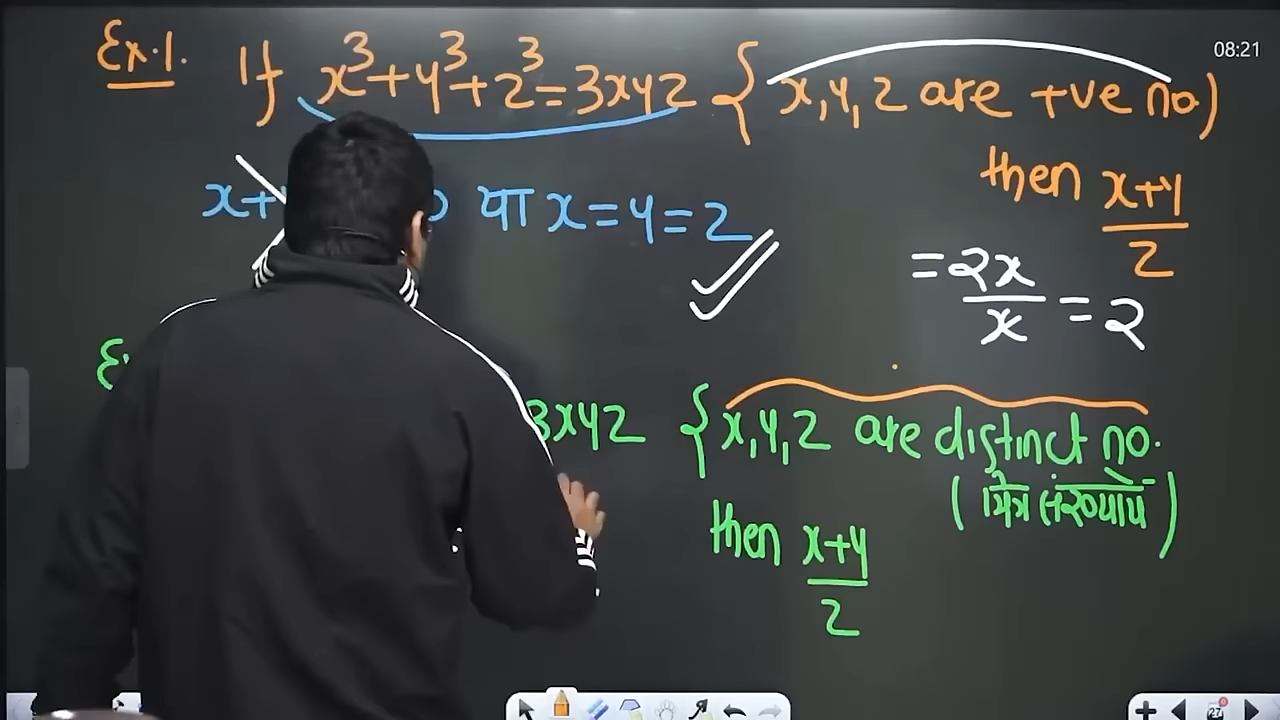 08:21
Ex.1. If x³+y³+z³=3xyz {x,y,z are +ve no)
then x+y/z
x+ या x=y=z
=2x/x=2
3xyz {x,y,z are distinct no.
then x+y/z